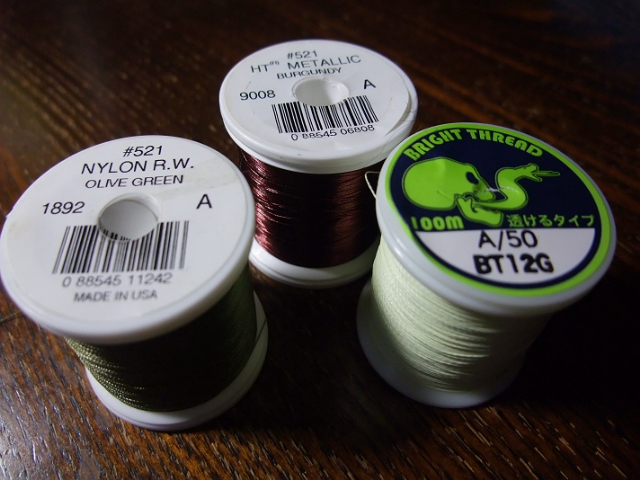 #521
HT#6 METALLIC
BURGUNDY
9008 A
0 88545 06808
#521
NYLON R.W.
OLIVE GREEN
1892 A
0 88545 11242
MADE IN USA
BRIGHT THREAD
100M 透けるタイプ
A/50
BT12G